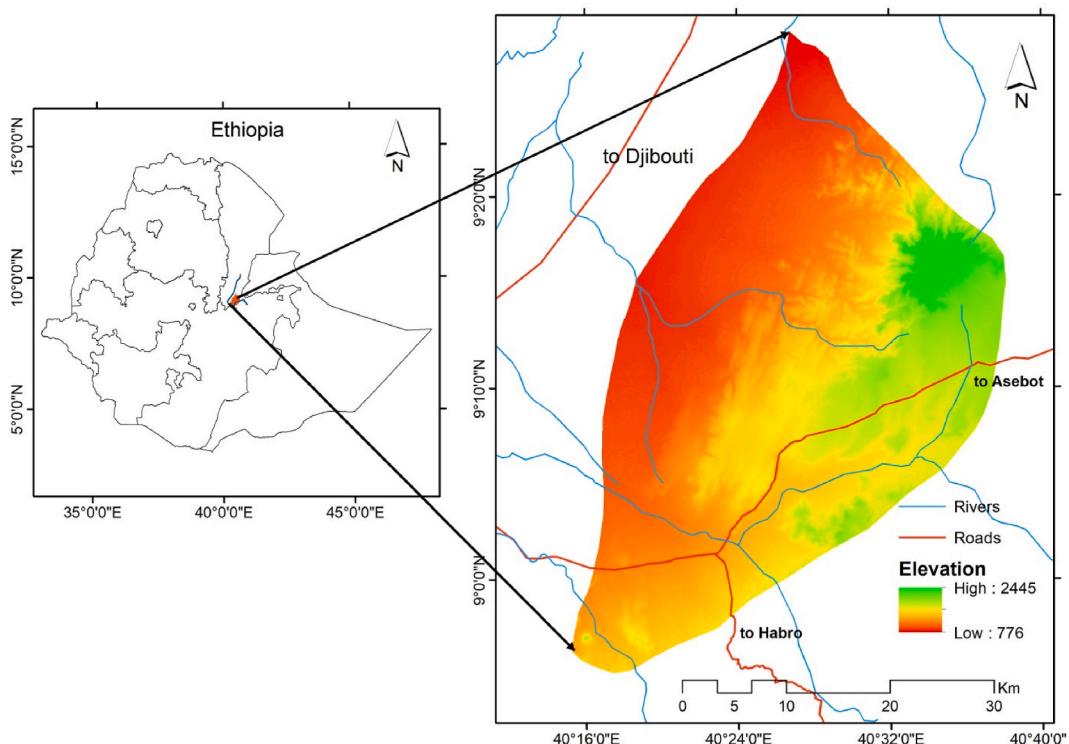 Ethiopia
N
15°0'0"N
10°0'0"N
5°0'0"N
35°0'0"E
40°0'0"E
45°0'0"E
N
to Djibouti
9°20'0"N
9°10'0"N
9°0'0"N
to Asebot
to Habro
Rivers
Roads
Elevation
High : 2445
Low : 776
Km
0 5 10 20 30
40°16'0"E
40°24'0"E
40°32'0"E
40°40'0"E